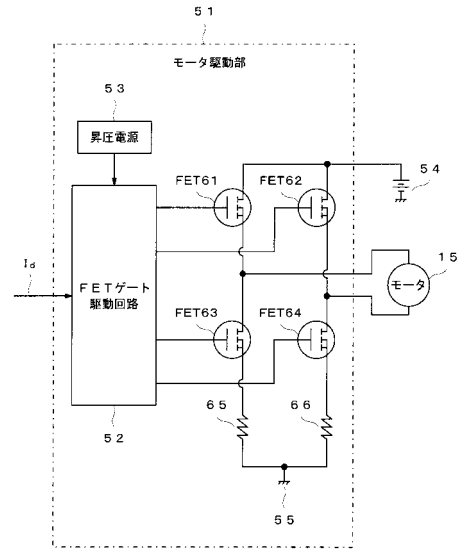 51
モータ駆動部
53
昇圧電源
FET61
FET62
54
Id
FETゲート
駆動回路
15
モータ
FET63
FET64
52
65
66
55